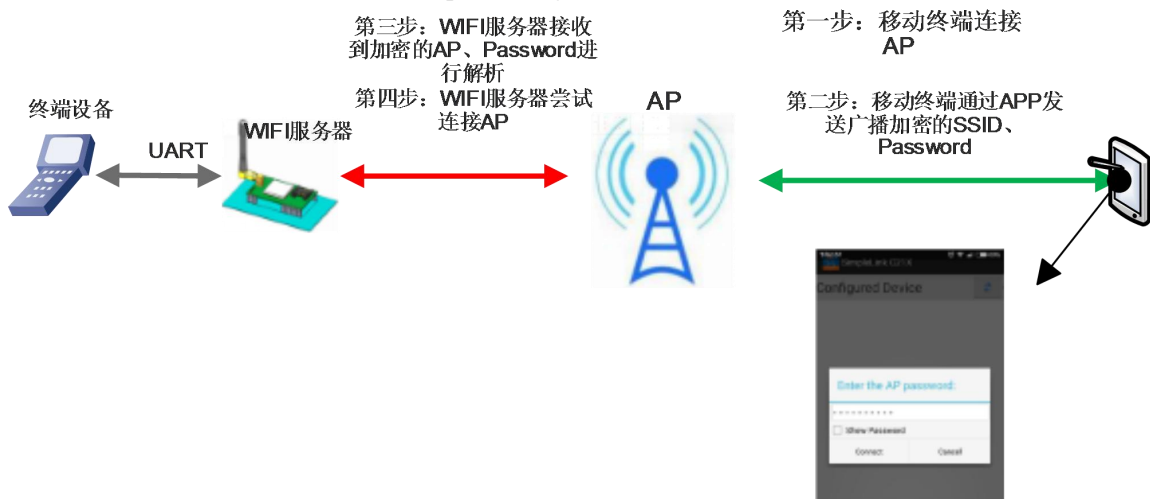 第三步：WIFI服务器接收
到加密的AP、Password进
行解析
第四步：WIFI服务器尝试
连接AP
第一步：移动终端连接
AP
第二步：移动终端通过APP发
送广播加密的SSID、
Password
终端设备
UART
WIFI服务器
AP
SimpleLink
Configured Device
Enter the AP password:
Show Password
Connect
Cancel